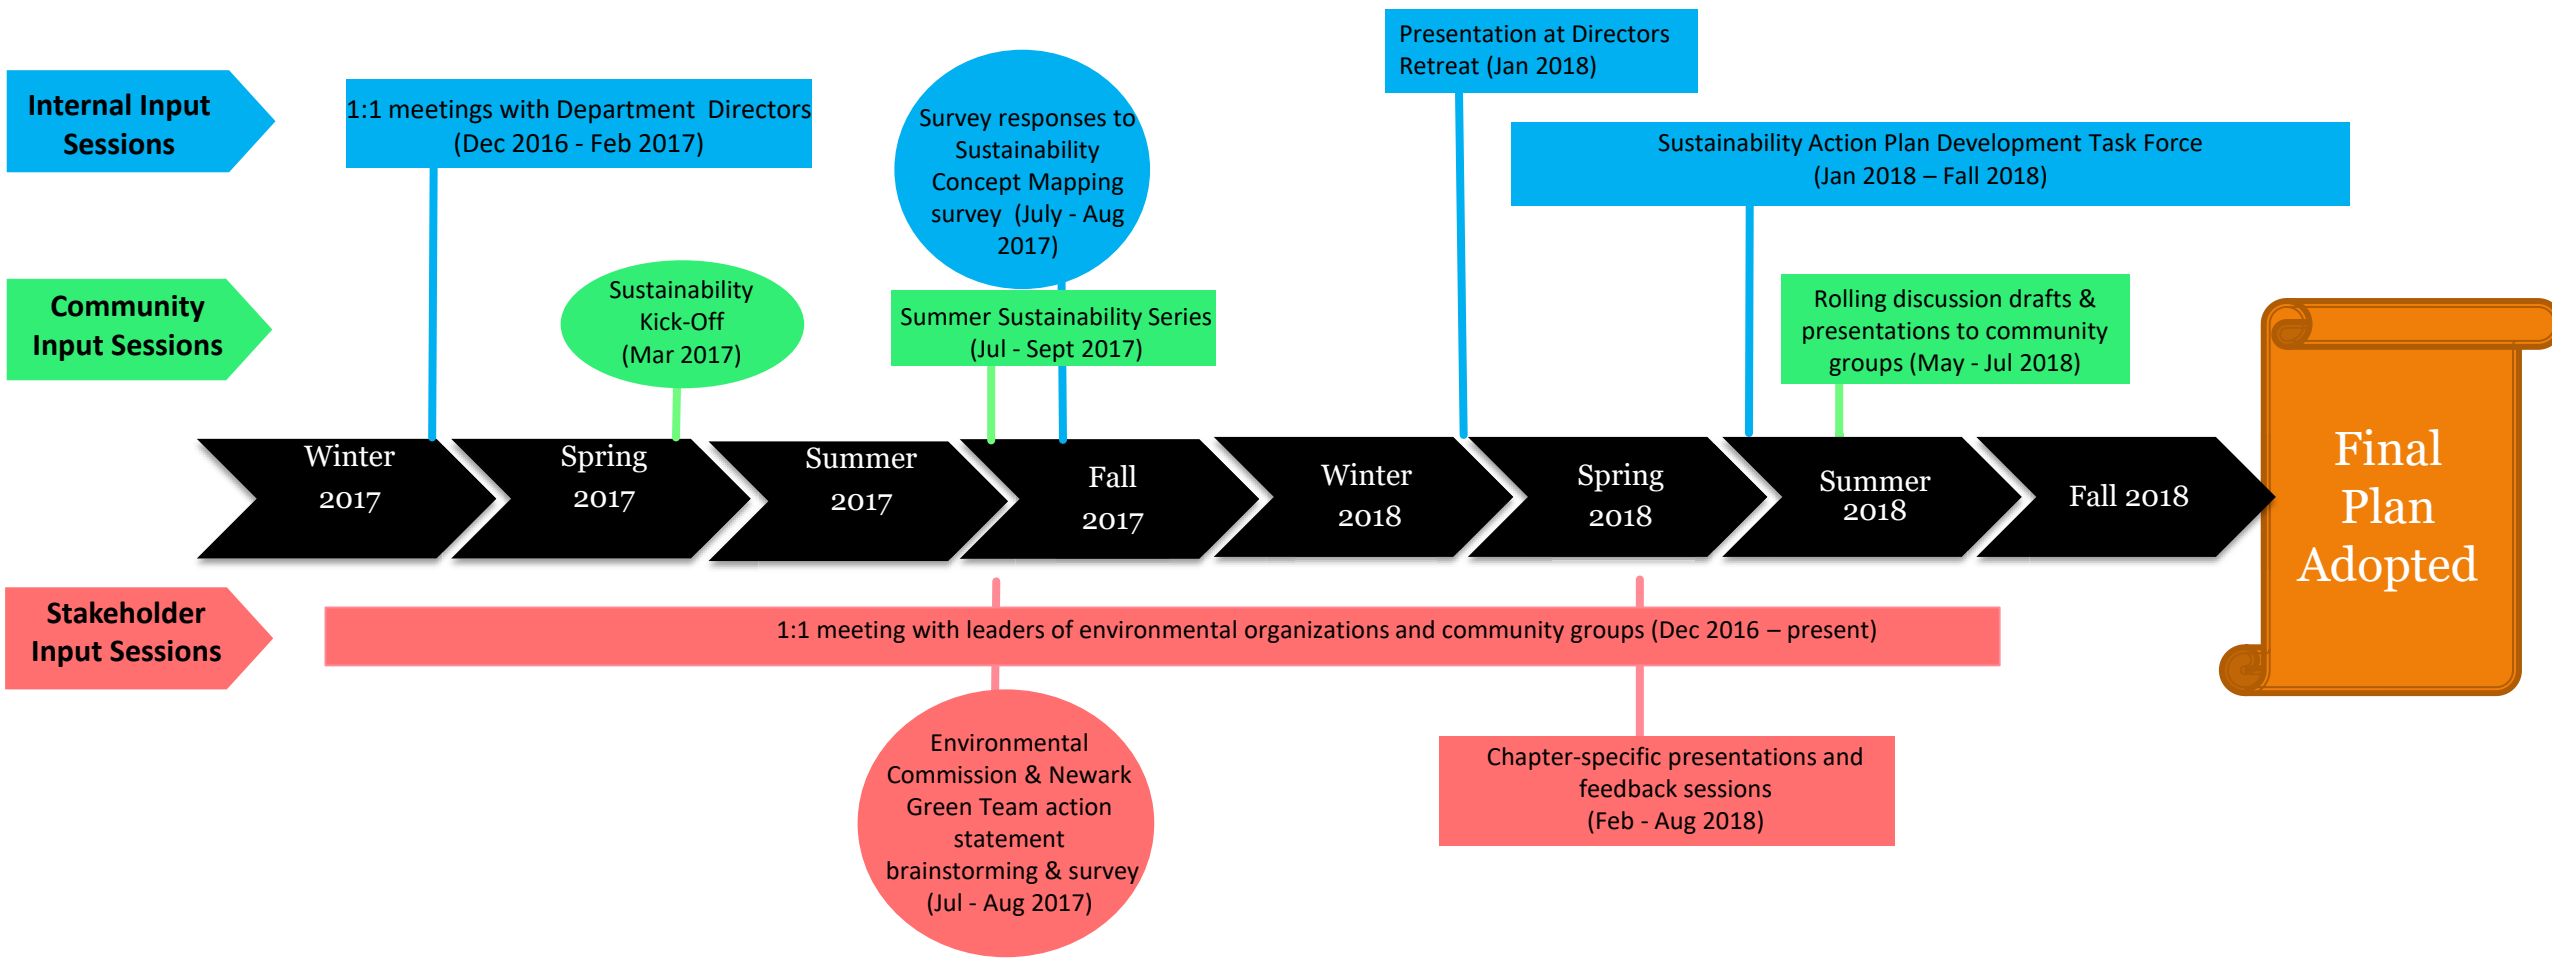 Internal Input
Sessions
1:1 meetings with Department Directors
(Dec 2016 - Feb 2017)
Survey responses to
Sustainability
Concept Mapping
survey (July - Aug
2017)
Presentation at Directors
Retreat (Jan 2018)
Sustainability Action Plan Development Task Force
(Jan 2018 – Fall 2018)
Community
Input Sessions
Sustainability
Kick-Off
(Mar 2017)
Summer Sustainability Series
(Jul - Sept 2017)
Rolling discussion drafts &
presentations to community
groups (May - Jul 2018)
Winter
2017
Spring
2017
Summer
2017
Fall
2017
Winter
2018
Spring
2018
Summer
2018
Fall 2018
Final
Plan
Adopted
Stakeholder
Input Sessions
1:1 meeting with leaders of environmental organizations and community groups (Dec 2016 – present)
Environmental
Commission & Newark
Green Team action
statement
brainstorming & survey
(Jul - Aug 2017)
Chapter-specific presentations and
feedback sessions
(Feb - Aug 2018)